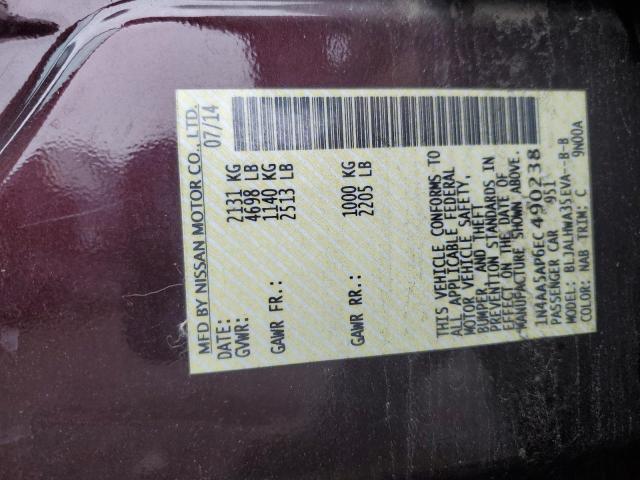 MFD BY NISSAN MOTOR CO., LTD.
DATE: 07/14
GVWR: 2131 KG
4698 LB
GAWR FR.: 1140 KG
2513 LB
GAWR RR.: 1000 KG
2205 LB
THIS VEHICLE CONFORMS TO
ALL APPLICABLE FEDERAL
MOTOR VEHICLE SAFETY,
BUMPER, AND THEFT
PREVENTION STANDARDS IN
EFFECT ON THE DATE OF
MANUFACTURE SHOWN ABOVE.
1N4AA5AP6EC490238
PASSENGER CAR 951
MODEL: BLJALHWA35EVA--B-B
COLOR: NAB TRIM: C 9N00A